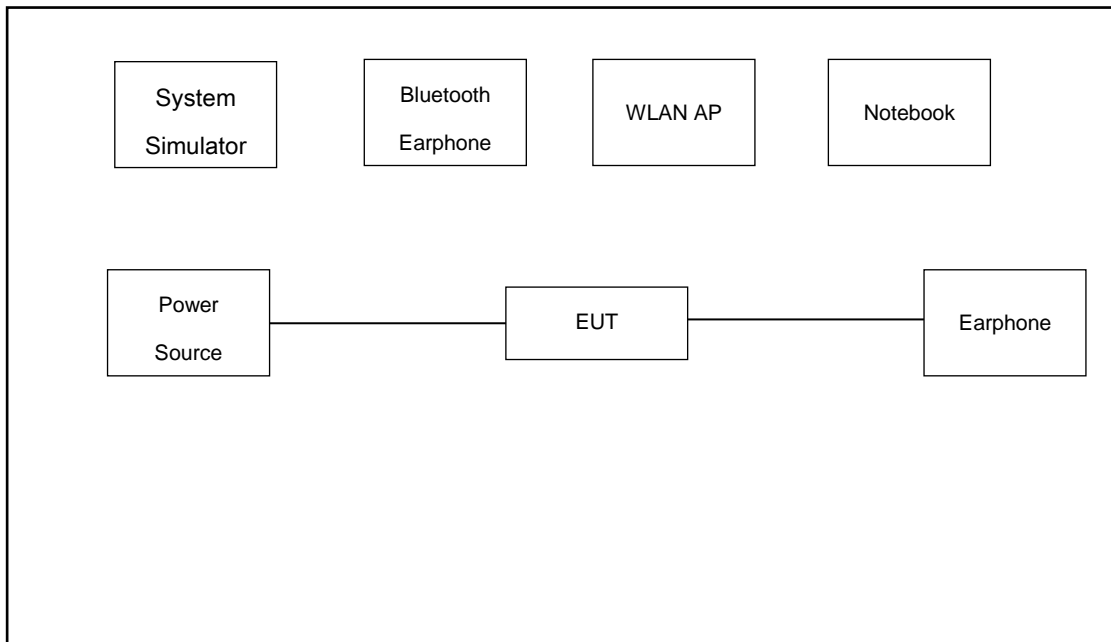 System
Simulator
Bluetooth
Earphone
WLAN AP
Notebook
Power
Source
EUT
Earphone